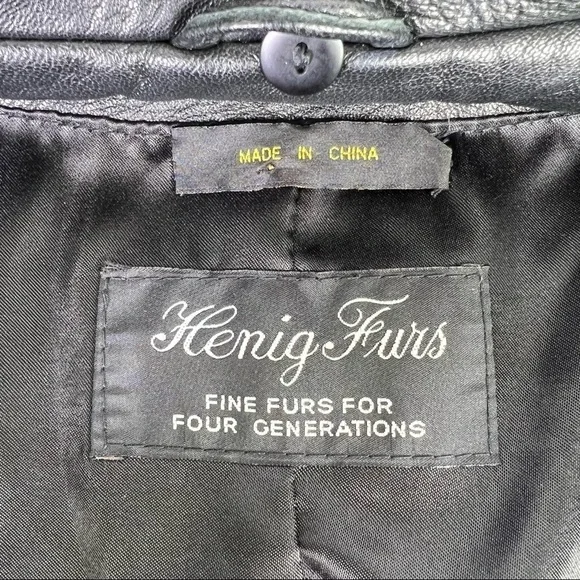 MADE IN CHINA
Henig Furs
FINE FURS FOR
FOUR GENERATIONS